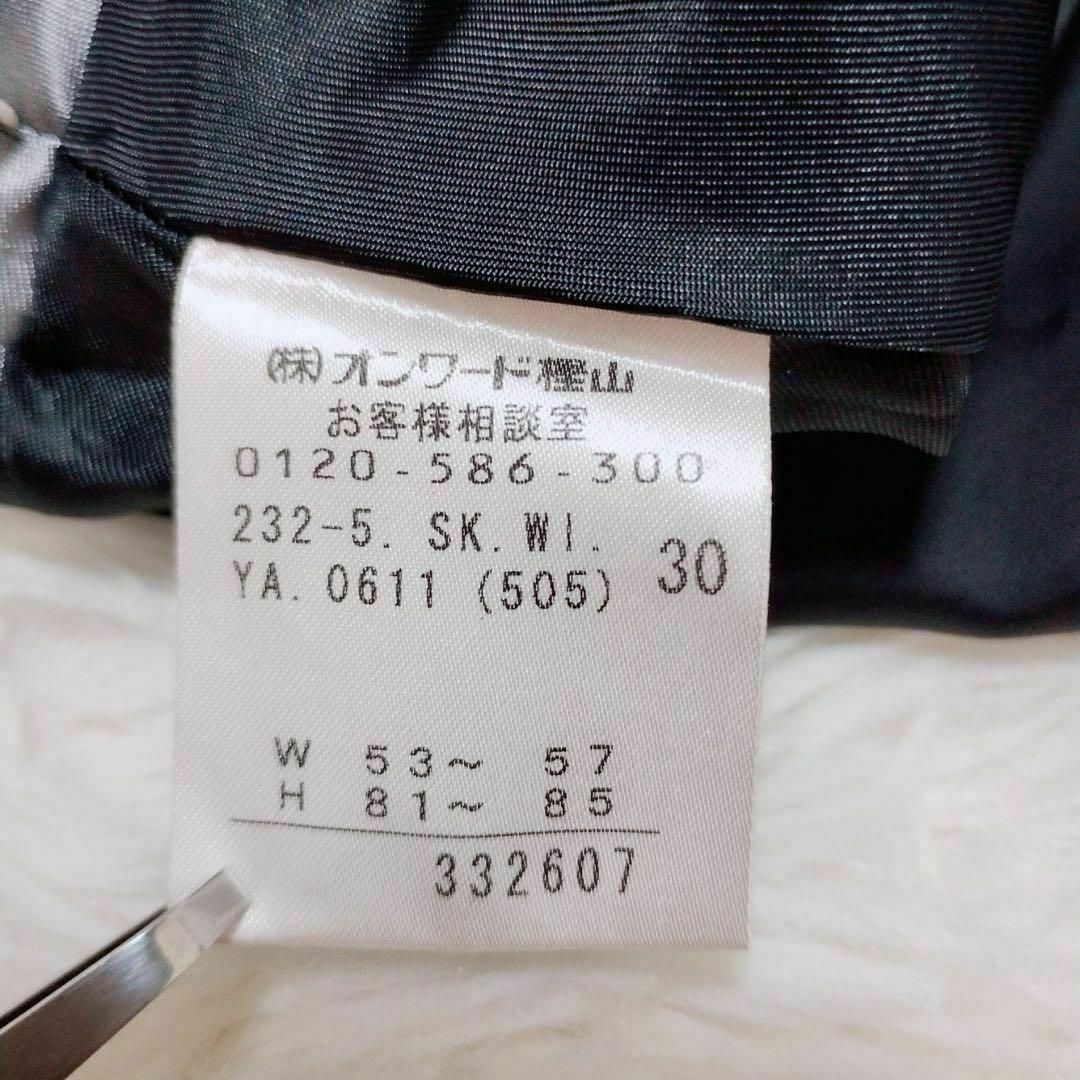 (株)オンワード樫山
お客様相談室
0120-586-300
232-5. SK. WI.
YA. 0611 (505) 30
W 53~ 57
H 81~ 85
332607